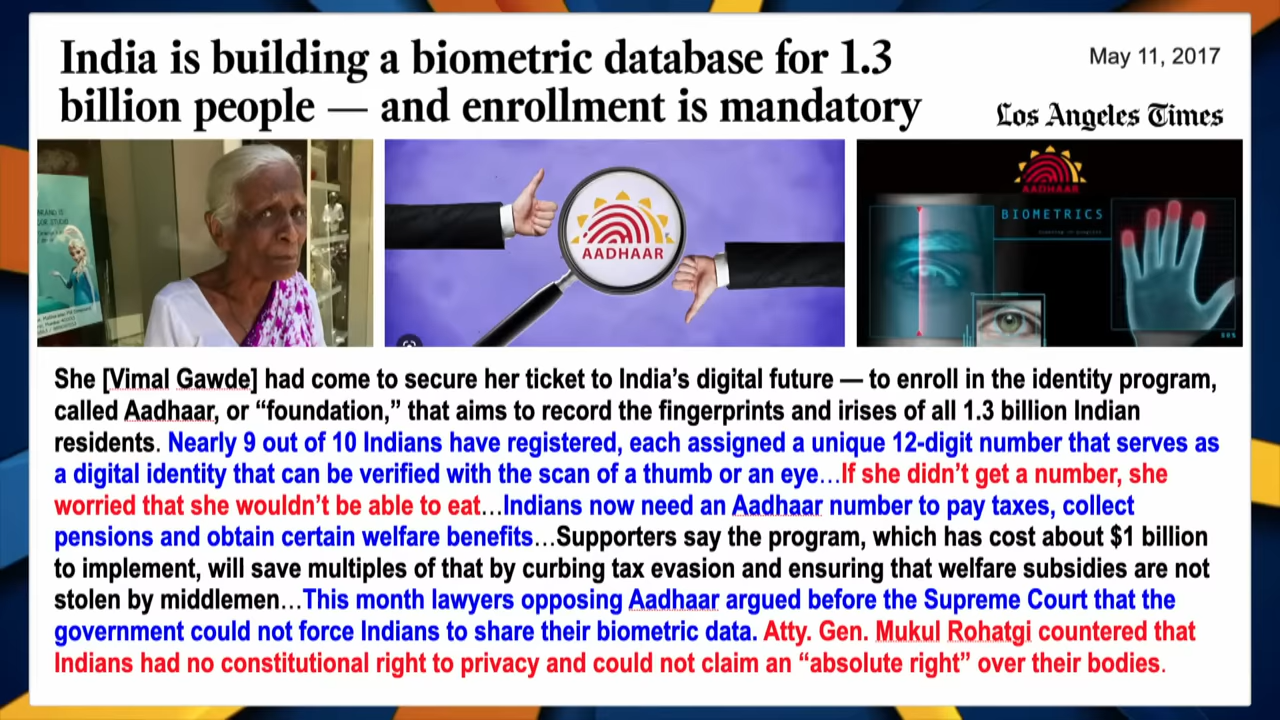 India is building a biometric database for 1.3
billion people — and enrollment is mandatory
May 11, 2017
Los Angeles Times
AADHAAR
AADHAAR
BIOMETRICS
She [Vimal Gawde] had come to secure her ticket to India’s digital future — to enroll in the identity program,
called Aadhaar, or “foundation,” that aims to record the fingerprints and irises of all 1.3 billion Indian
residents. Nearly 9 out of 10 Indians have registered, each assigned a unique 12-digit number that serves as
a digital identity that can be verified with the scan of a thumb or an eye…If she didn’t get a number, she
worried that she wouldn’t be able to eat…Indians now need an Aadhaar number to pay taxes, collect
pensions and obtain certain welfare benefits…Supporters say the program, which has cost about $1 billion
to implement, will save multiples of that by curbing tax evasion and ensuring that welfare subsidies are not
stolen by middlemen…This month lawyers opposing Aadhaar argued before the Supreme Court that the
government could not force Indians to share their biometric data. Atty. Gen. Mukul Rohatgi countered that
Indians had no constitutional right to privacy and could not claim an “absolute right” over their bodies.